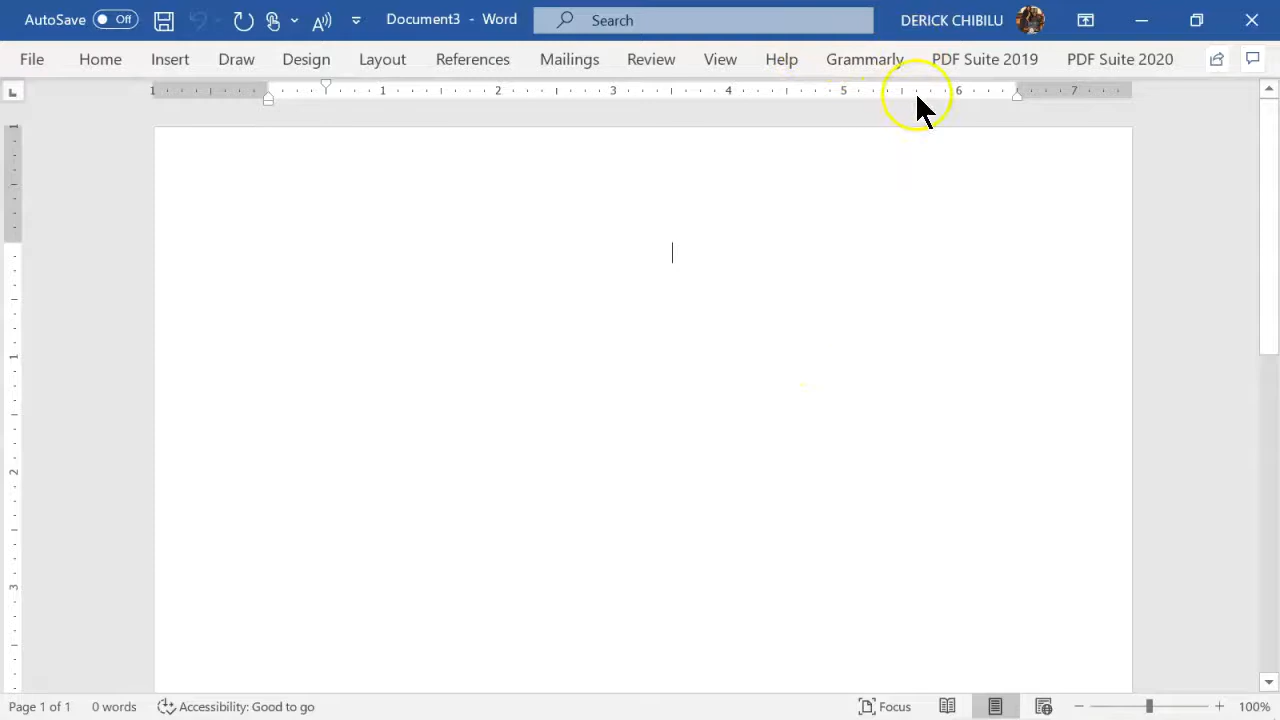 AutoSave Off Document3 - Word Search DERICK CHIBILU
File Home Insert Draw Design Layout References Mailings Review View Help Grammarly PDF Suite 2019 PDF Suite 2020
1 1 2 3 4 5 6 7
1
1
2
3
Page 1 of 1 0 words Accessibility: Good to go Focus 100%